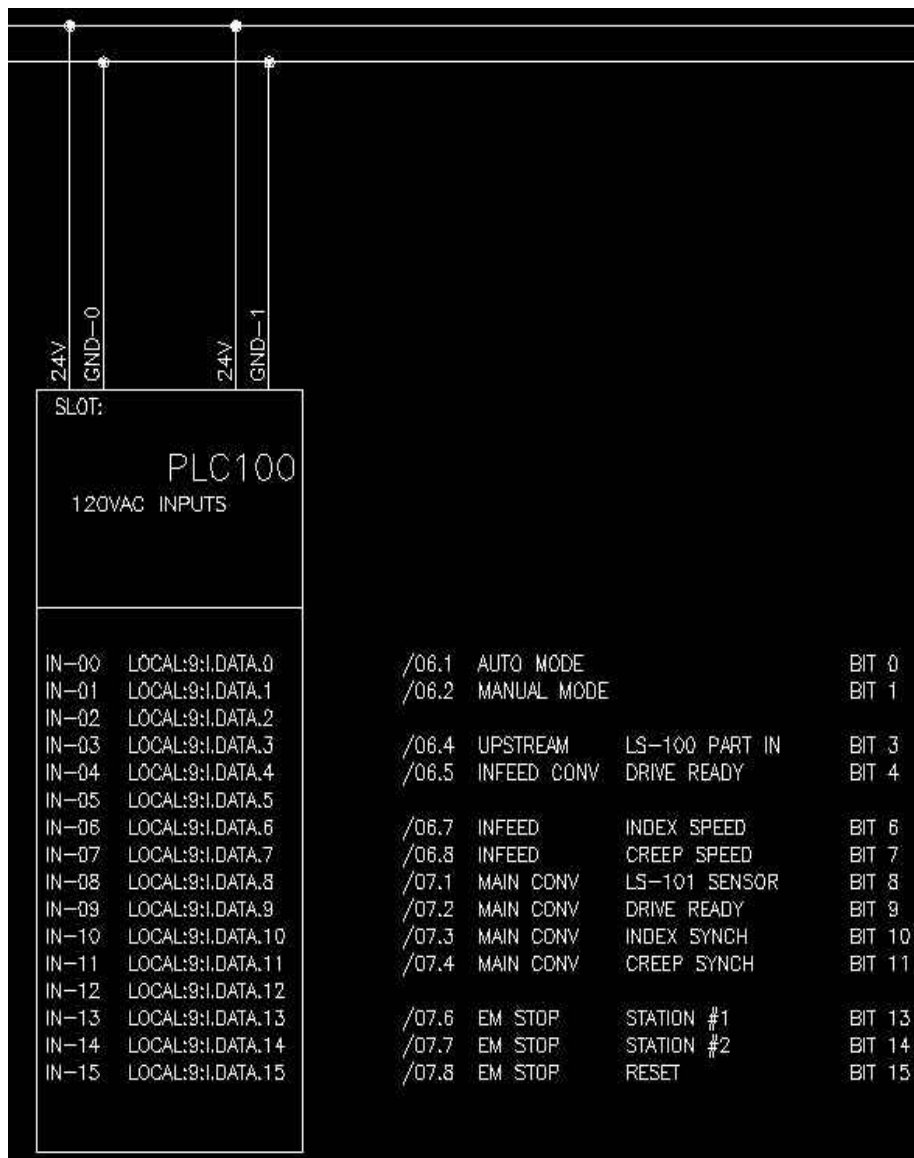 24V
GND-0
24V
GND-1
SLOT:
PLC100
120VAC INPUTS
IN-00 LOCAL:9:I.DATA.0 /06.1 AUTO MODE BIT 0
IN-01 LOCAL:9:I.DATA.1 /06.2 MANUAL MODE BIT 1
IN-02 LOCAL:9:I.DATA.2
IN-03 LOCAL:9:I.DATA.3 /06.4 UPSTREAM LS-100 PART IN BIT 3
IN-04 LOCAL:9:I.DATA.4 /06.5 INFEED CONV DRIVE READY BIT 4
IN-05 LOCAL:9:I.DATA.5
IN-06 LOCAL:9:I.DATA.6 /06.7 INFEED INDEX SPEED BIT 6
IN-07 LOCAL:9:I.DATA.7 /06.8 INFEED CREEP SPEED BIT 7
IN-08 LOCAL:9:I.DATA.8 /07.1 MAIN CONV LS-101 SENSOR BIT 8
IN-09 LOCAL:9:I.DATA.9 /07.2 MAIN CONV DRIVE READY BIT 9
IN-10 LOCAL:9:I.DATA.10 /07.3 MAIN CONV INDEX SYNCH BIT 10
IN-11 LOCAL:9:I.DATA.11 /07.4 MAIN CONV CREEP SYNCH BIT 11
IN-12 LOCAL:9:I.DATA.12
IN-13 LOCAL:9:I.DATA.13 /07.6 EM STOP STATION #1 BIT 13
IN-14 LOCAL:9:I.DATA.14 /07.7 EM STOP STATION #2 BIT 14
IN-15 LOCAL:9:I.DATA.15 /07.8 EM STOP RESET BIT 15